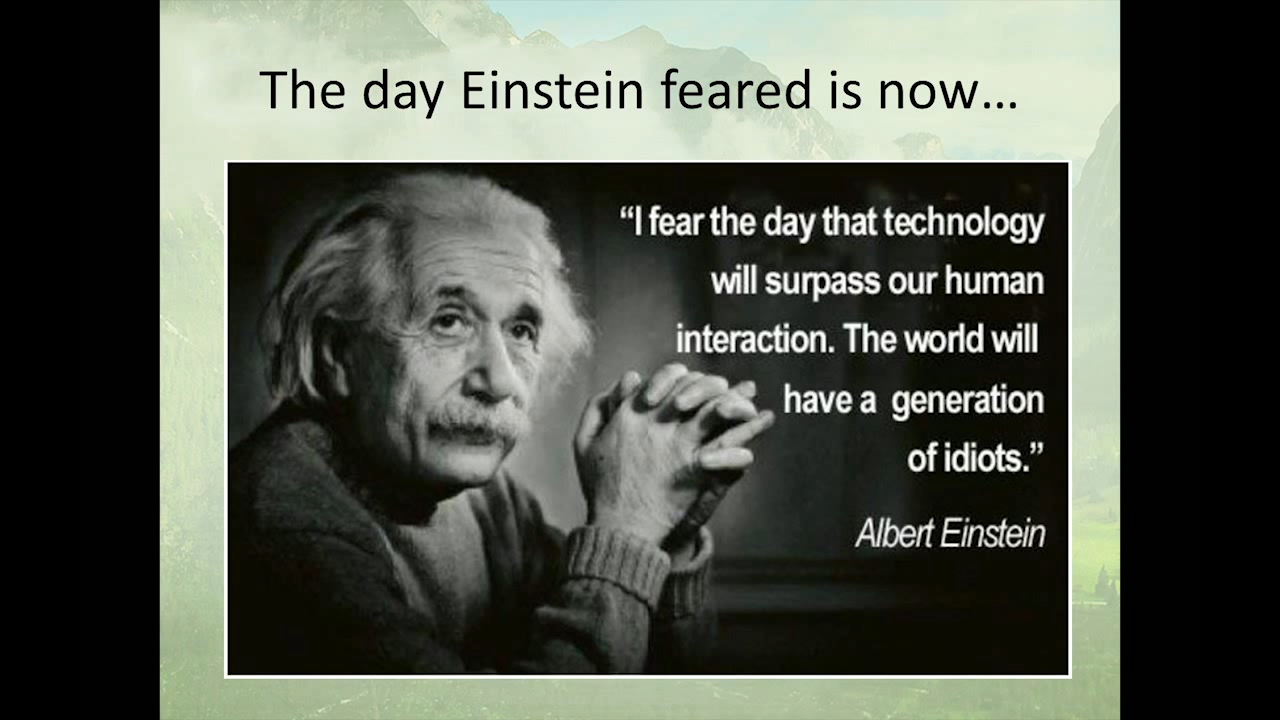 The day Einstein feared is now…
“I fear the day that technology
will surpass our human
interaction. The world will
have a generation
of idiots.”
Albert Einstein